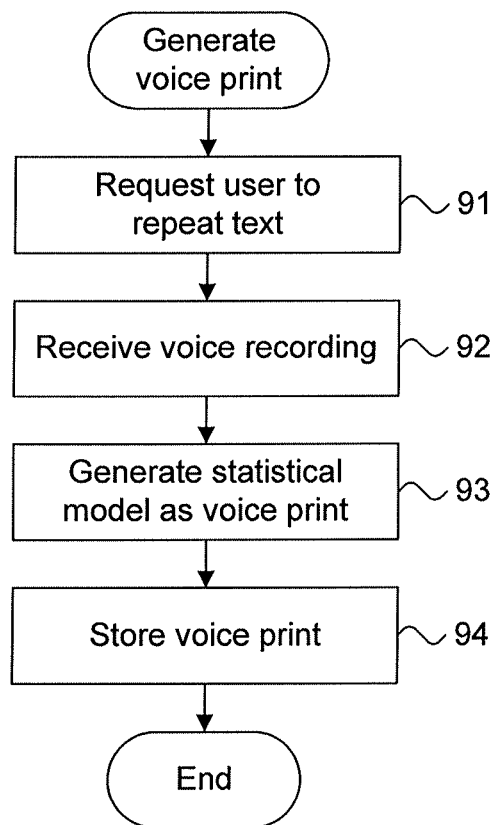 Generate
voice print
Request user to
repeat text
91
Receive voice recording
92
Generate statistical
model as voice print
93
Store voice print
94
End